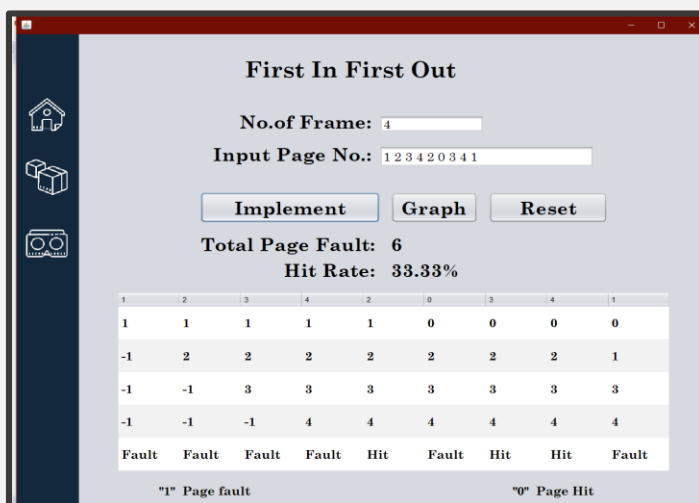 First In First Out
No.of Frame: 4
Input Page No.: 1 2 3 4 2 0 3 4 1
Implement Graph Reset
Total Page Fault: 6
Hit Rate: 33.33%
1 2 3 4 2 0 3 4 1
1 1 1 1 1 0 0 0 0
-1 2 2 2 2 2 2 2 1
-1 -1 3 3 3 3 3 3 3
-1 -1 -1 4 4 4 4 4 4
Fault Fault Fault Fault Hit Fault Hit Hit Fault
"1" Page fault "0" Page Hit